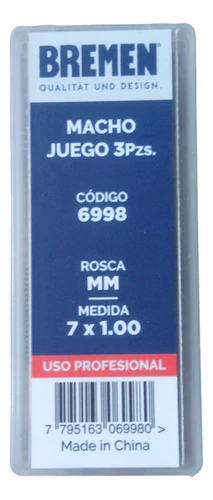 BREMEN®
QUALITÄT UND DESIGN.
MACHO
JUEGO 3Pzs.
CÓDIGO
6998
ROSCA
MM
MEDIDA
7 x 1.00
USO PROFESIONAL
7 795163 069980 >
Made in China